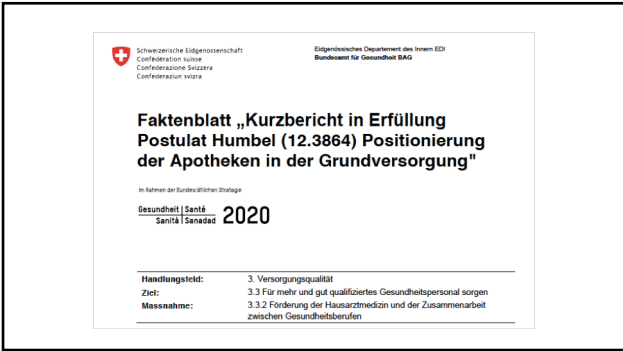 Schweizerische Eidgenossenschaft
Confédération suisse
Confederazione Svizzera
Confederaziun svizra
Eidgenössisches Departement des Innern EDI
Bundesamt für Gesundheit BAG
Faktenblatt „Kurzbericht in Erfüllung
Postulat Humbel (12.3864) Positionierung
der Apotheken in der Grundversorgung"
Im Rahmen der Bundesrätlichen Strategie
Gesundheit | Santé
Sanità | Sanadad 2020
Handlungsfeld: 3. Versorgungsqualität
Ziel: 3.3 Für mehr und gut qualifiziertes Gesundheitspersonal sorgen
Massnahme: 3.3.2 Förderung der Hausarztmedizin und der Zusammenarbeit
zwischen Gesundheitsberufen